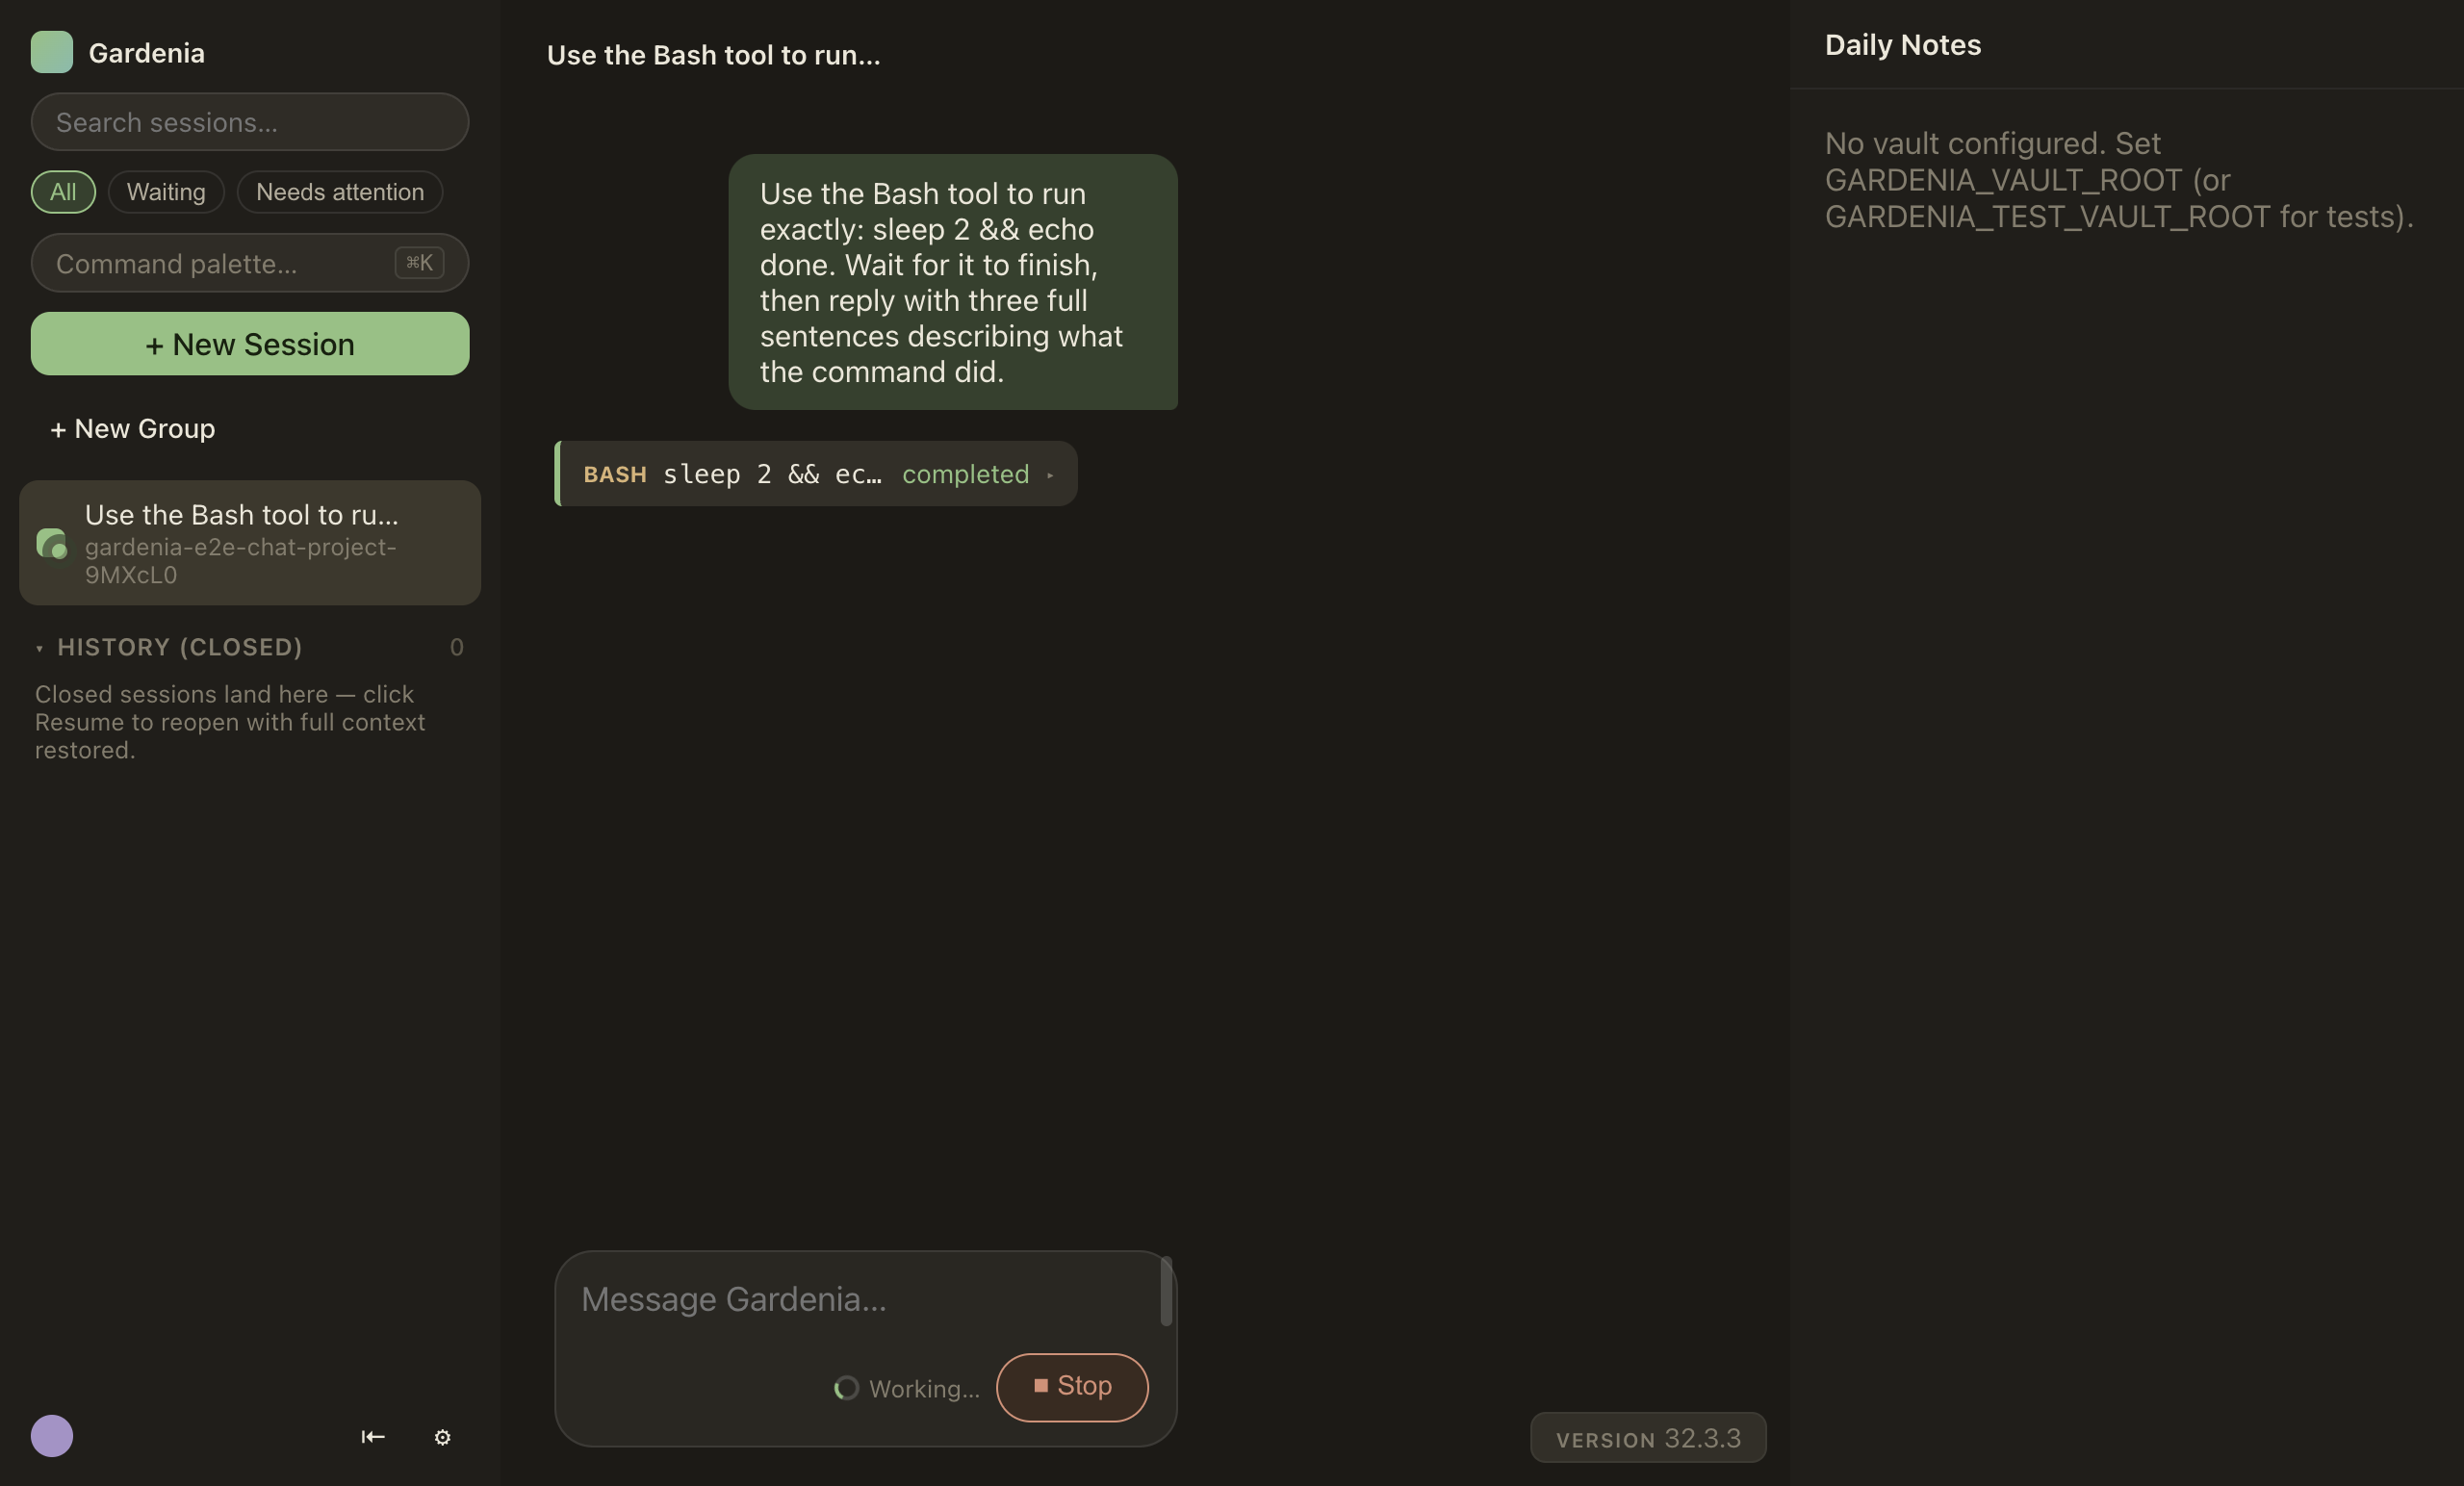 Gardenia
Search sessions...
All Waiting Needs attention
Command palette... ⌘K
+ New Session
+ New Group
Use the Bash tool to ru...
gardenia-e2e-chat-project-
9MXcL0
▾ HISTORY (CLOSED) 0
Closed sessions land here — click
Resume to reopen with full context
restored.
Use the Bash tool to run...
Use the Bash tool to run
exactly: sleep 2 && echo
done. Wait for it to finish,
then reply with three full
sentences describing what
the command did.
BASH sleep 2 && ec… completed ▸
Message Gardenia...
Working... Stop
VERSION 32.3.3
Daily Notes
No vault configured. Set
GARDENIA_VAULT_ROOT (or
GARDENIA_TEST_VAULT_ROOT for tests).